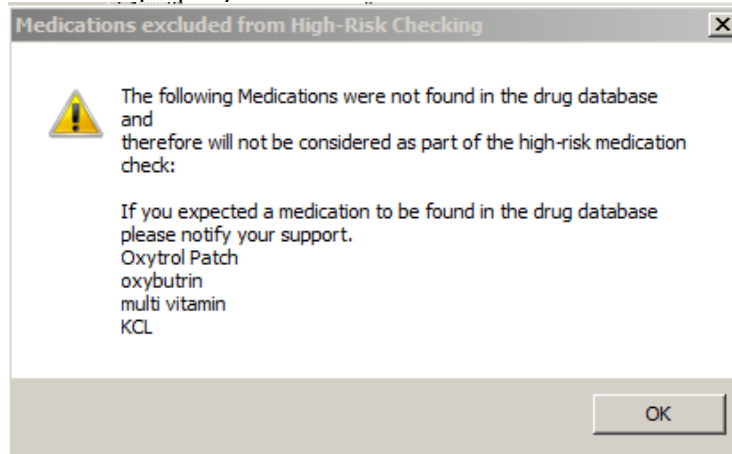 Medications excluded from High-Risk Checking
The following Medications were not found in the drug database
and
therefore will not be considered as part of the high-risk medication
check:
If you expected a medication to be found in the drug database
please notify your support.
Oxytrol Patch
oxybutrin
multi vitamin
KCL
OK